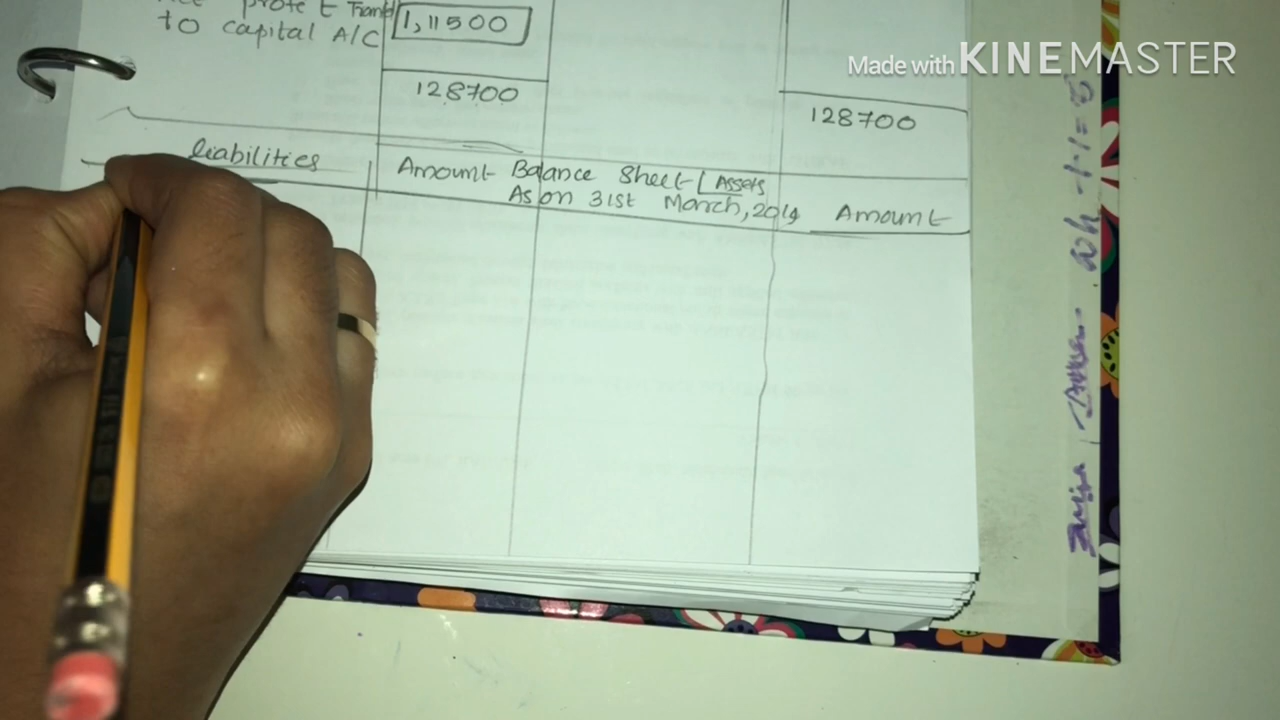 to capital A/C
1,11500
128700
128700
Made with KINEMASTER
Liabilities
Amount
Balance Sheet
Assets
As on 31st March, 2019
Amount